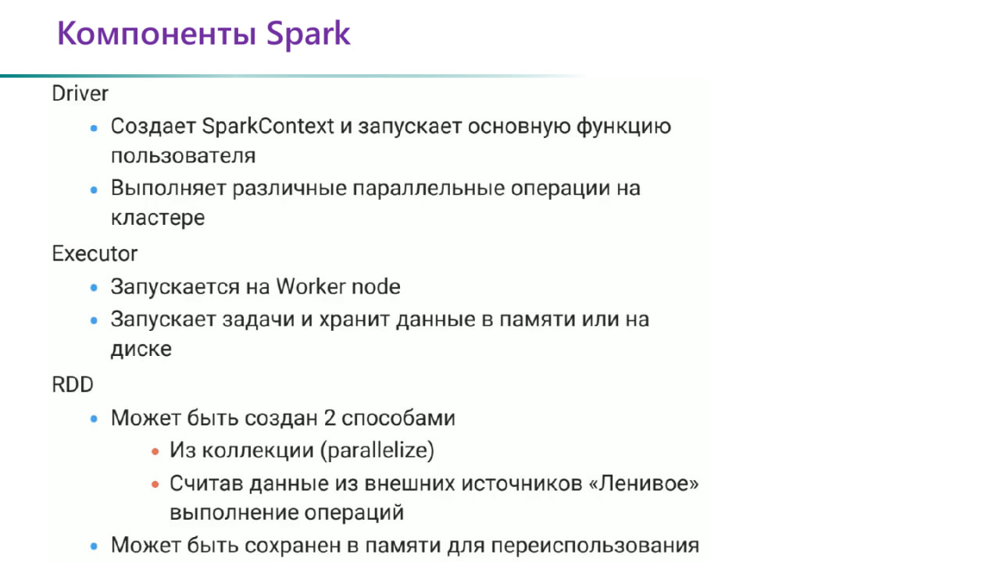 Компоненты Spark
Driver
• Создает SparkContext и запускает основную функцию
пользователя
• Выполняет различные параллельные операции на
кластере
Executor
• Запускается на Worker node
• Запускает задачи и хранит данные в памяти или на
диске
RDD
• Может быть создан 2 способами
• Из коллекции (parallelize)
• Считав данные из внешних источников «Ленивое»
выполнение операций
• Может быть сохранен в памяти для переиспользования